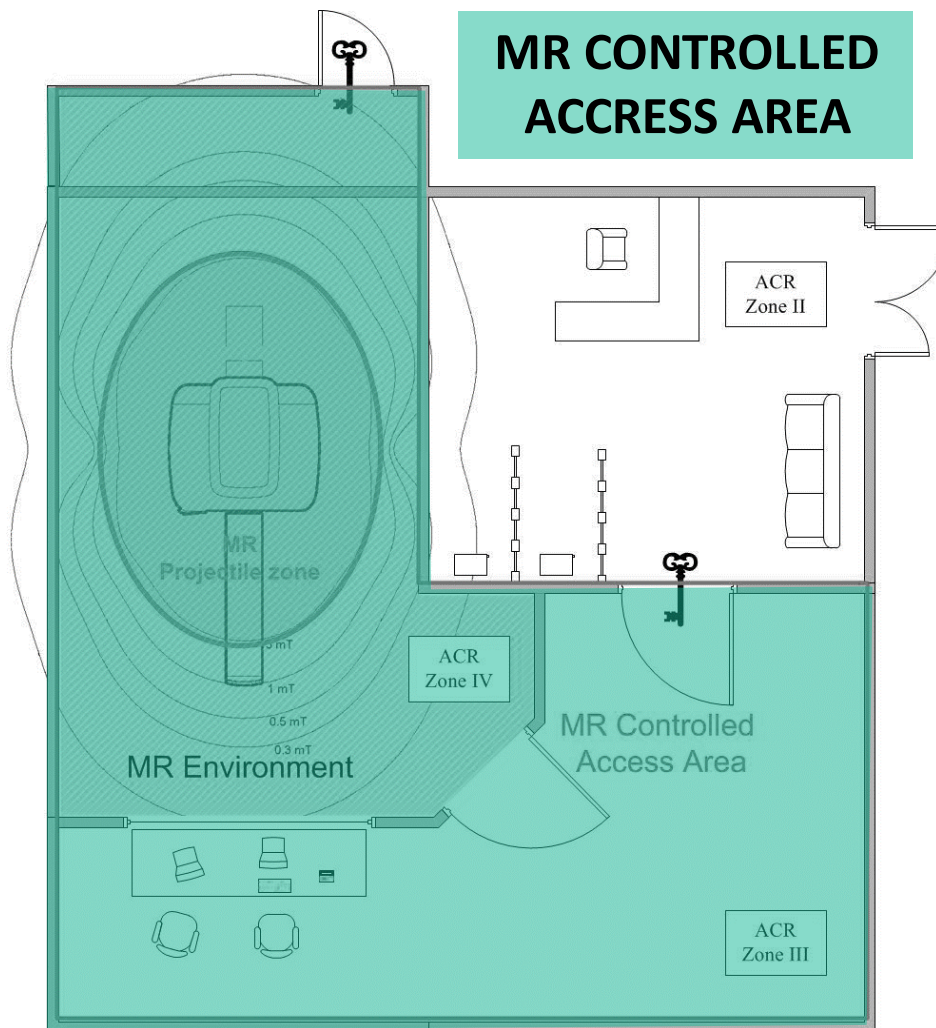 MR CONTROLLED
ACCRESS AREA
ACR
Zone II
MR
Projectile zone
3 mT
1 mT
0.5 mT
0.3 mT
ACR
Zone IV
MR Controlled
Access Area
MR Environment
ACR
Zone III